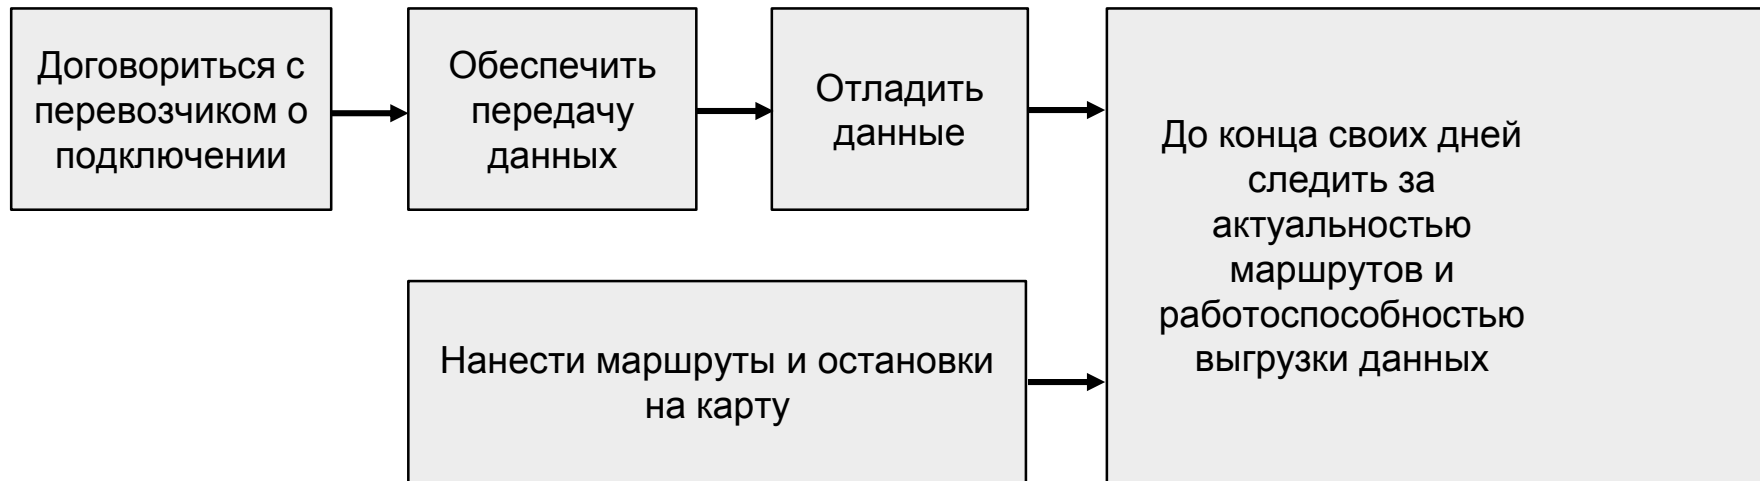 Договориться с
перевозчиком о
подключении
Обеспечить
передачу
данных
Отладить
данные
До конца своих дней
следить за
актуальностью
маршрутов и
работоспособностью
выгрузки данных
Нанести маршруты и остановки
на карту